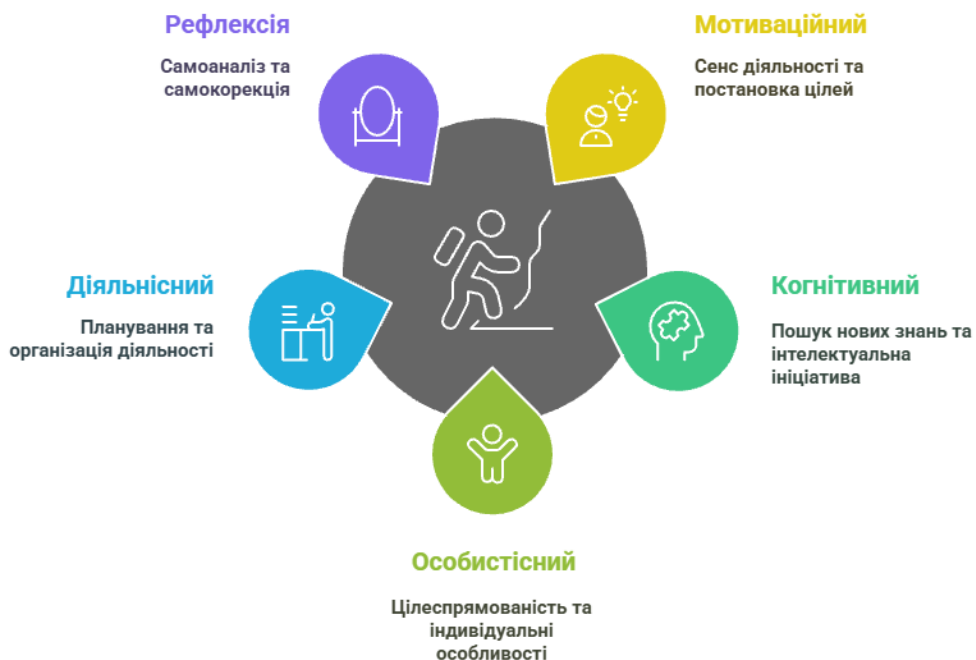 Рефлексія
Самоаналіз та
самокорекція
Мотиваційний
Сенс діяльності та
постановка цілей
Діяльнісний
Планування та
організація діяльності
Когнітивний
Пошук нових знань та
інтелектуальна
ініціатива
Особистісний
Цілеспрямованість та
індивідуальні
особливості